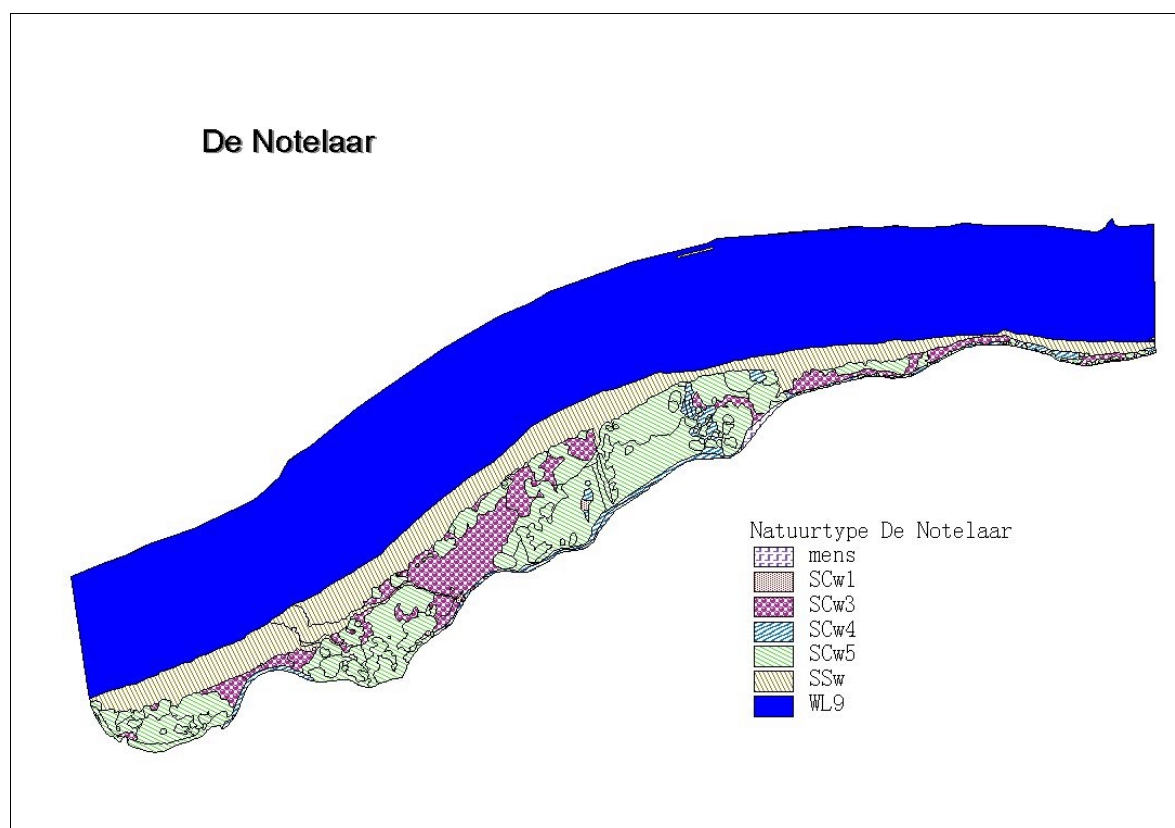 De Notelaar
Natuurtype De Notelaar
mens
SCw1
SCw3
SCw4
SCw5
SSw
WL9